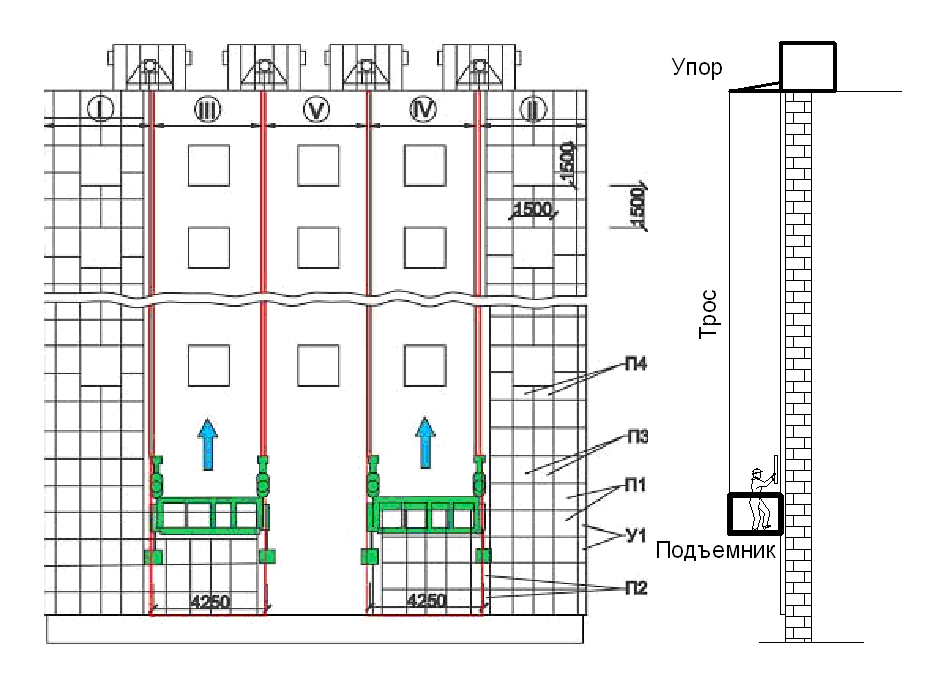 I
III
V
IV
II
1500
1500
1500
П4
П3
П1
У1
П2
4250
4250
Упор
Трос
Подъемник